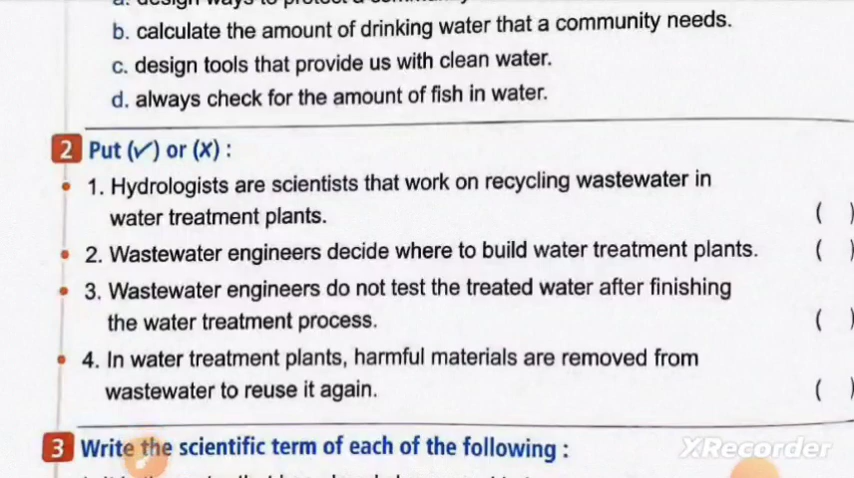 b. calculate the amount of drinking water that a community needs.
c. design tools that provide us with clean water.
d. always check for the amount of fish in water.
2 Put (✓) or (X) :
1. Hydrologists are scientists that work on recycling wastewater in
water treatment plants. ( )
2. Wastewater engineers decide where to build water treatment plants. ( )
3. Wastewater engineers do not test the treated water after finishing
the water treatment process. ( )
4. In water treatment plants, harmful materials are removed from
wastewater to reuse it again. ( )
3 Write the scientific term of each of the following :
XRecorder